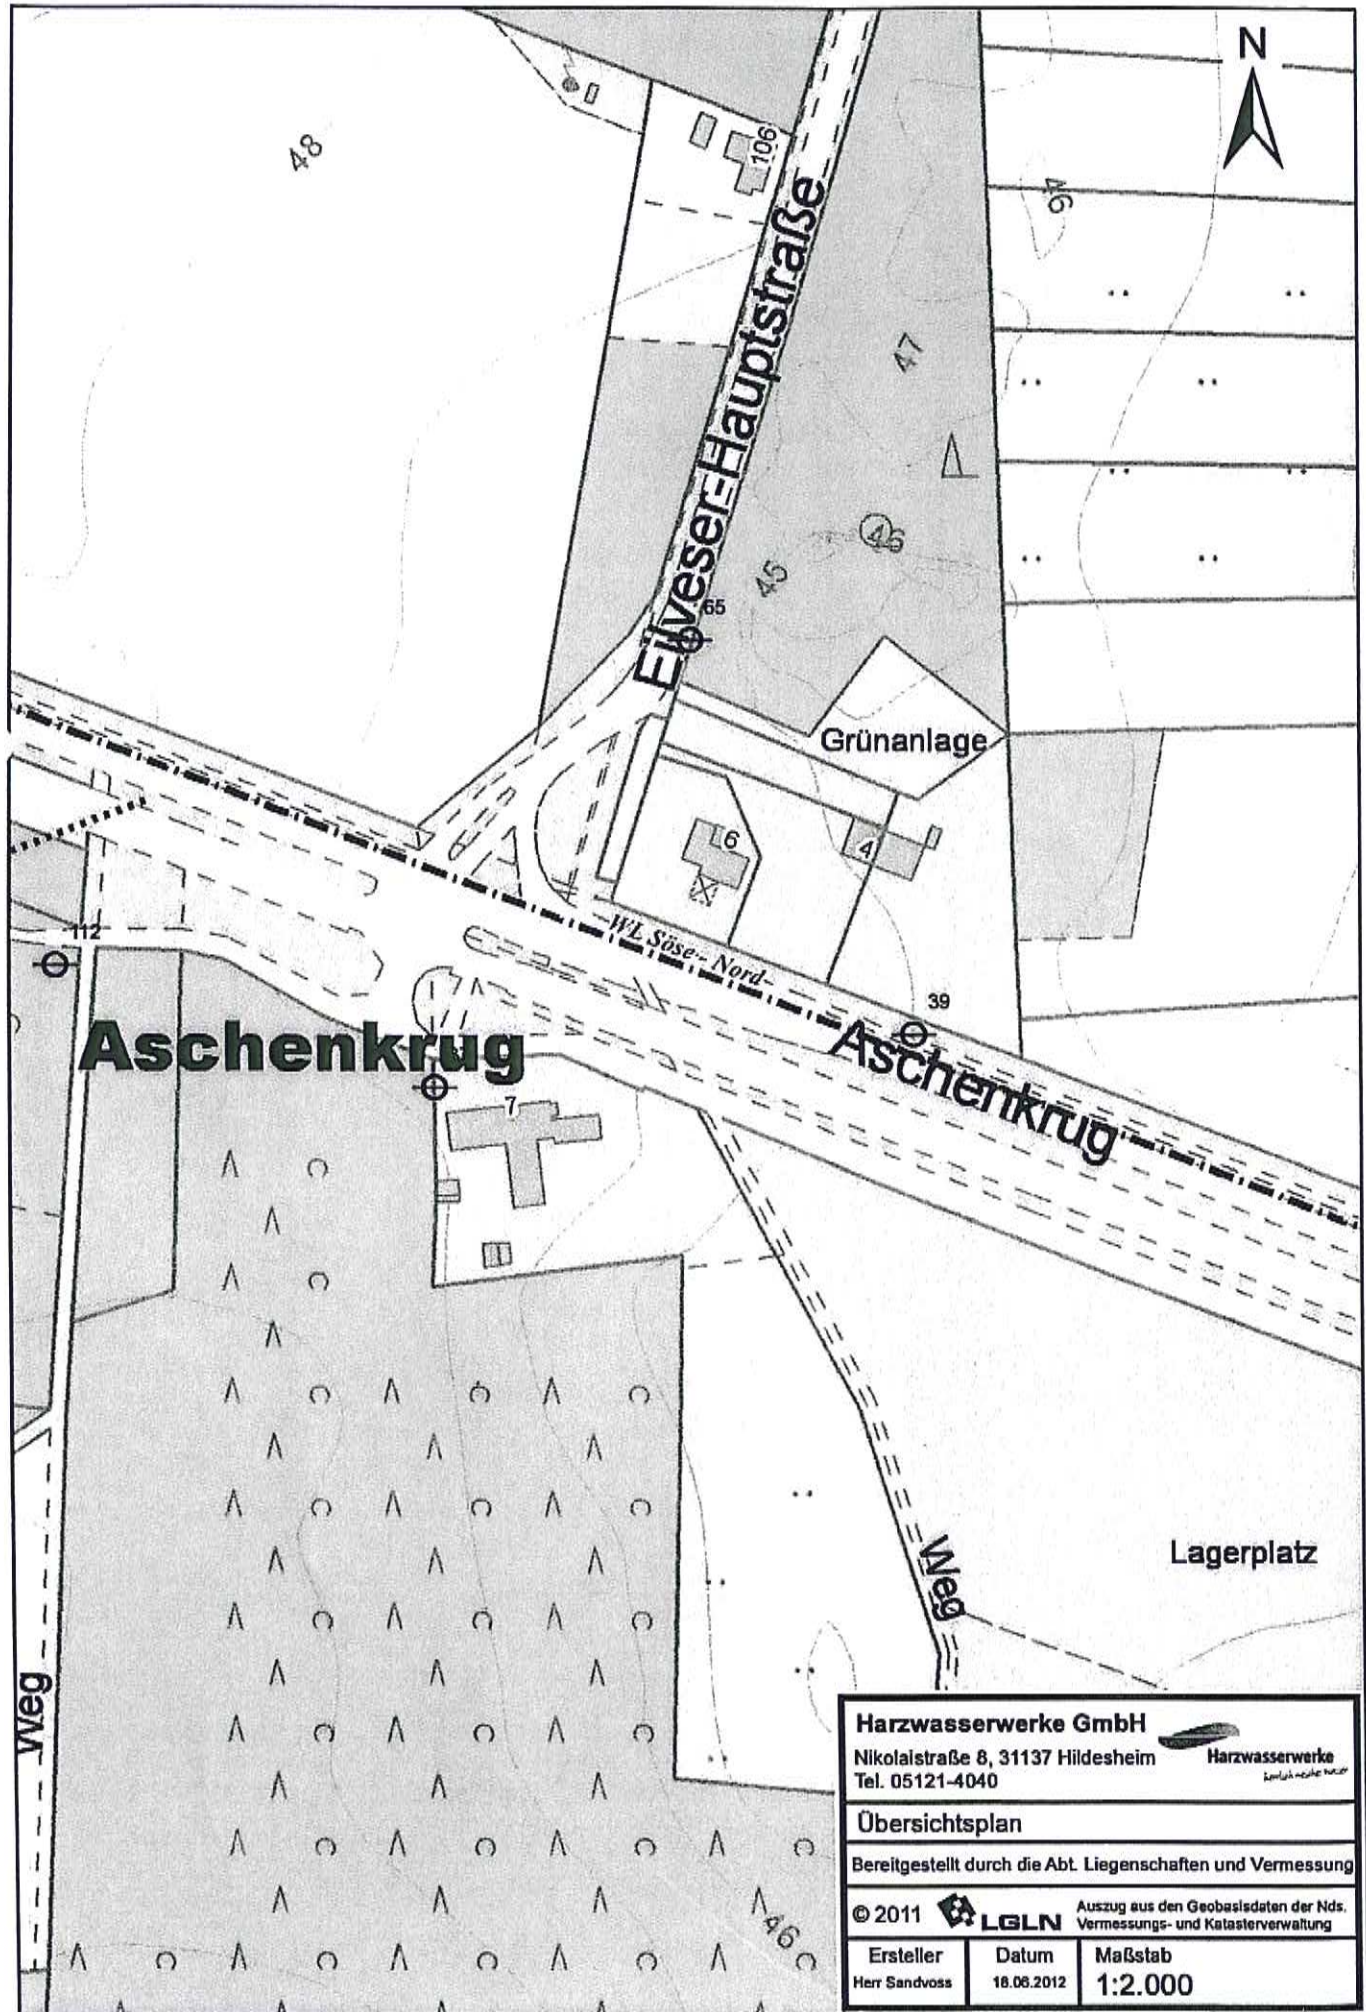 N
48
106
46
Eilveser-Hauptstraße
47
46
45
65
Grünanlage
6
4
WL Söse - Nord
112
39
Aschenkrug
Aschenkrug
7
Weg
Lagerplatz
Weg
46
Harzwasserwerke GmbH
Nikolaistraße 8, 31137 Hildesheim
Tel. 05121-4040
Harzwasserwerke
Übersichtsplan
Bereitgestellt durch die Abt. Liegenschaften und Vermessung
© 2011 LGLN
Auszug aus den Geobasisdaten der Nds.
Vermessungs- und Katasterverwaltung
Ersteller
Herr Sandvoss
Datum
18.06.2012
Maßstab
1:2.000